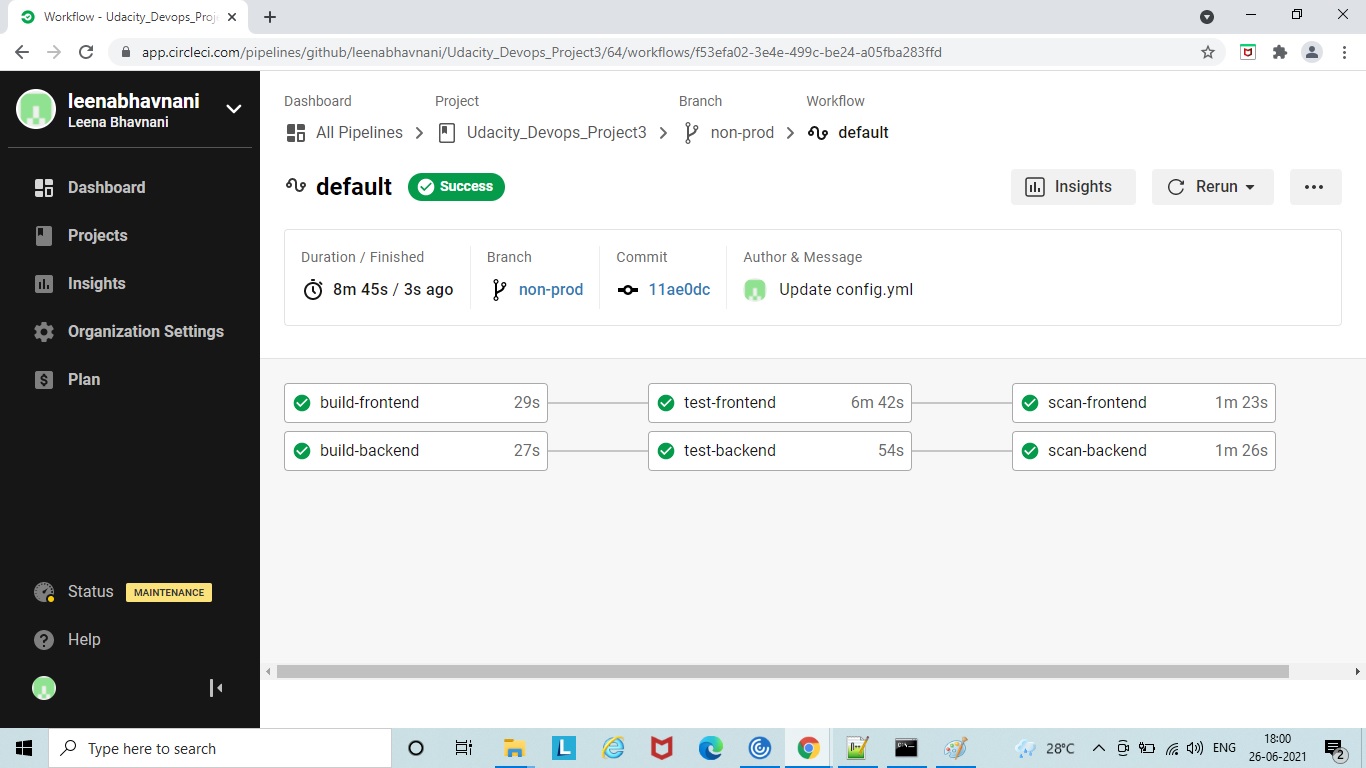 Workflow - Udacity_Devops_Proj
app.circleci.com/pipelines/github/leenabhavnani/Udacity_Devops_Project3/64/workflows/f53efa02-3e4e-499c-be24-a05fba283ffd
leenabhavnani
Leena Bhavnani
Dashboard
Projects
Insights
Organization Settings
Plan
Status MAINTENANCE
Help
Dashboard Project Branch Workflow
All Pipelines Udacity_Devops_Project3 non-prod default
default Success Insights Rerun
Duration / Finished Branch Commit Author & Message
8m 45s / 3s ago non-prod 11ae0dc Update config.yml
build-frontend 29s test-frontend 6m 42s scan-frontend 1m 23s
build-backend 27s test-backend 54s scan-backend 1m 26s
Type here to search L 28°C ENG 18:00
26-06-2021 2